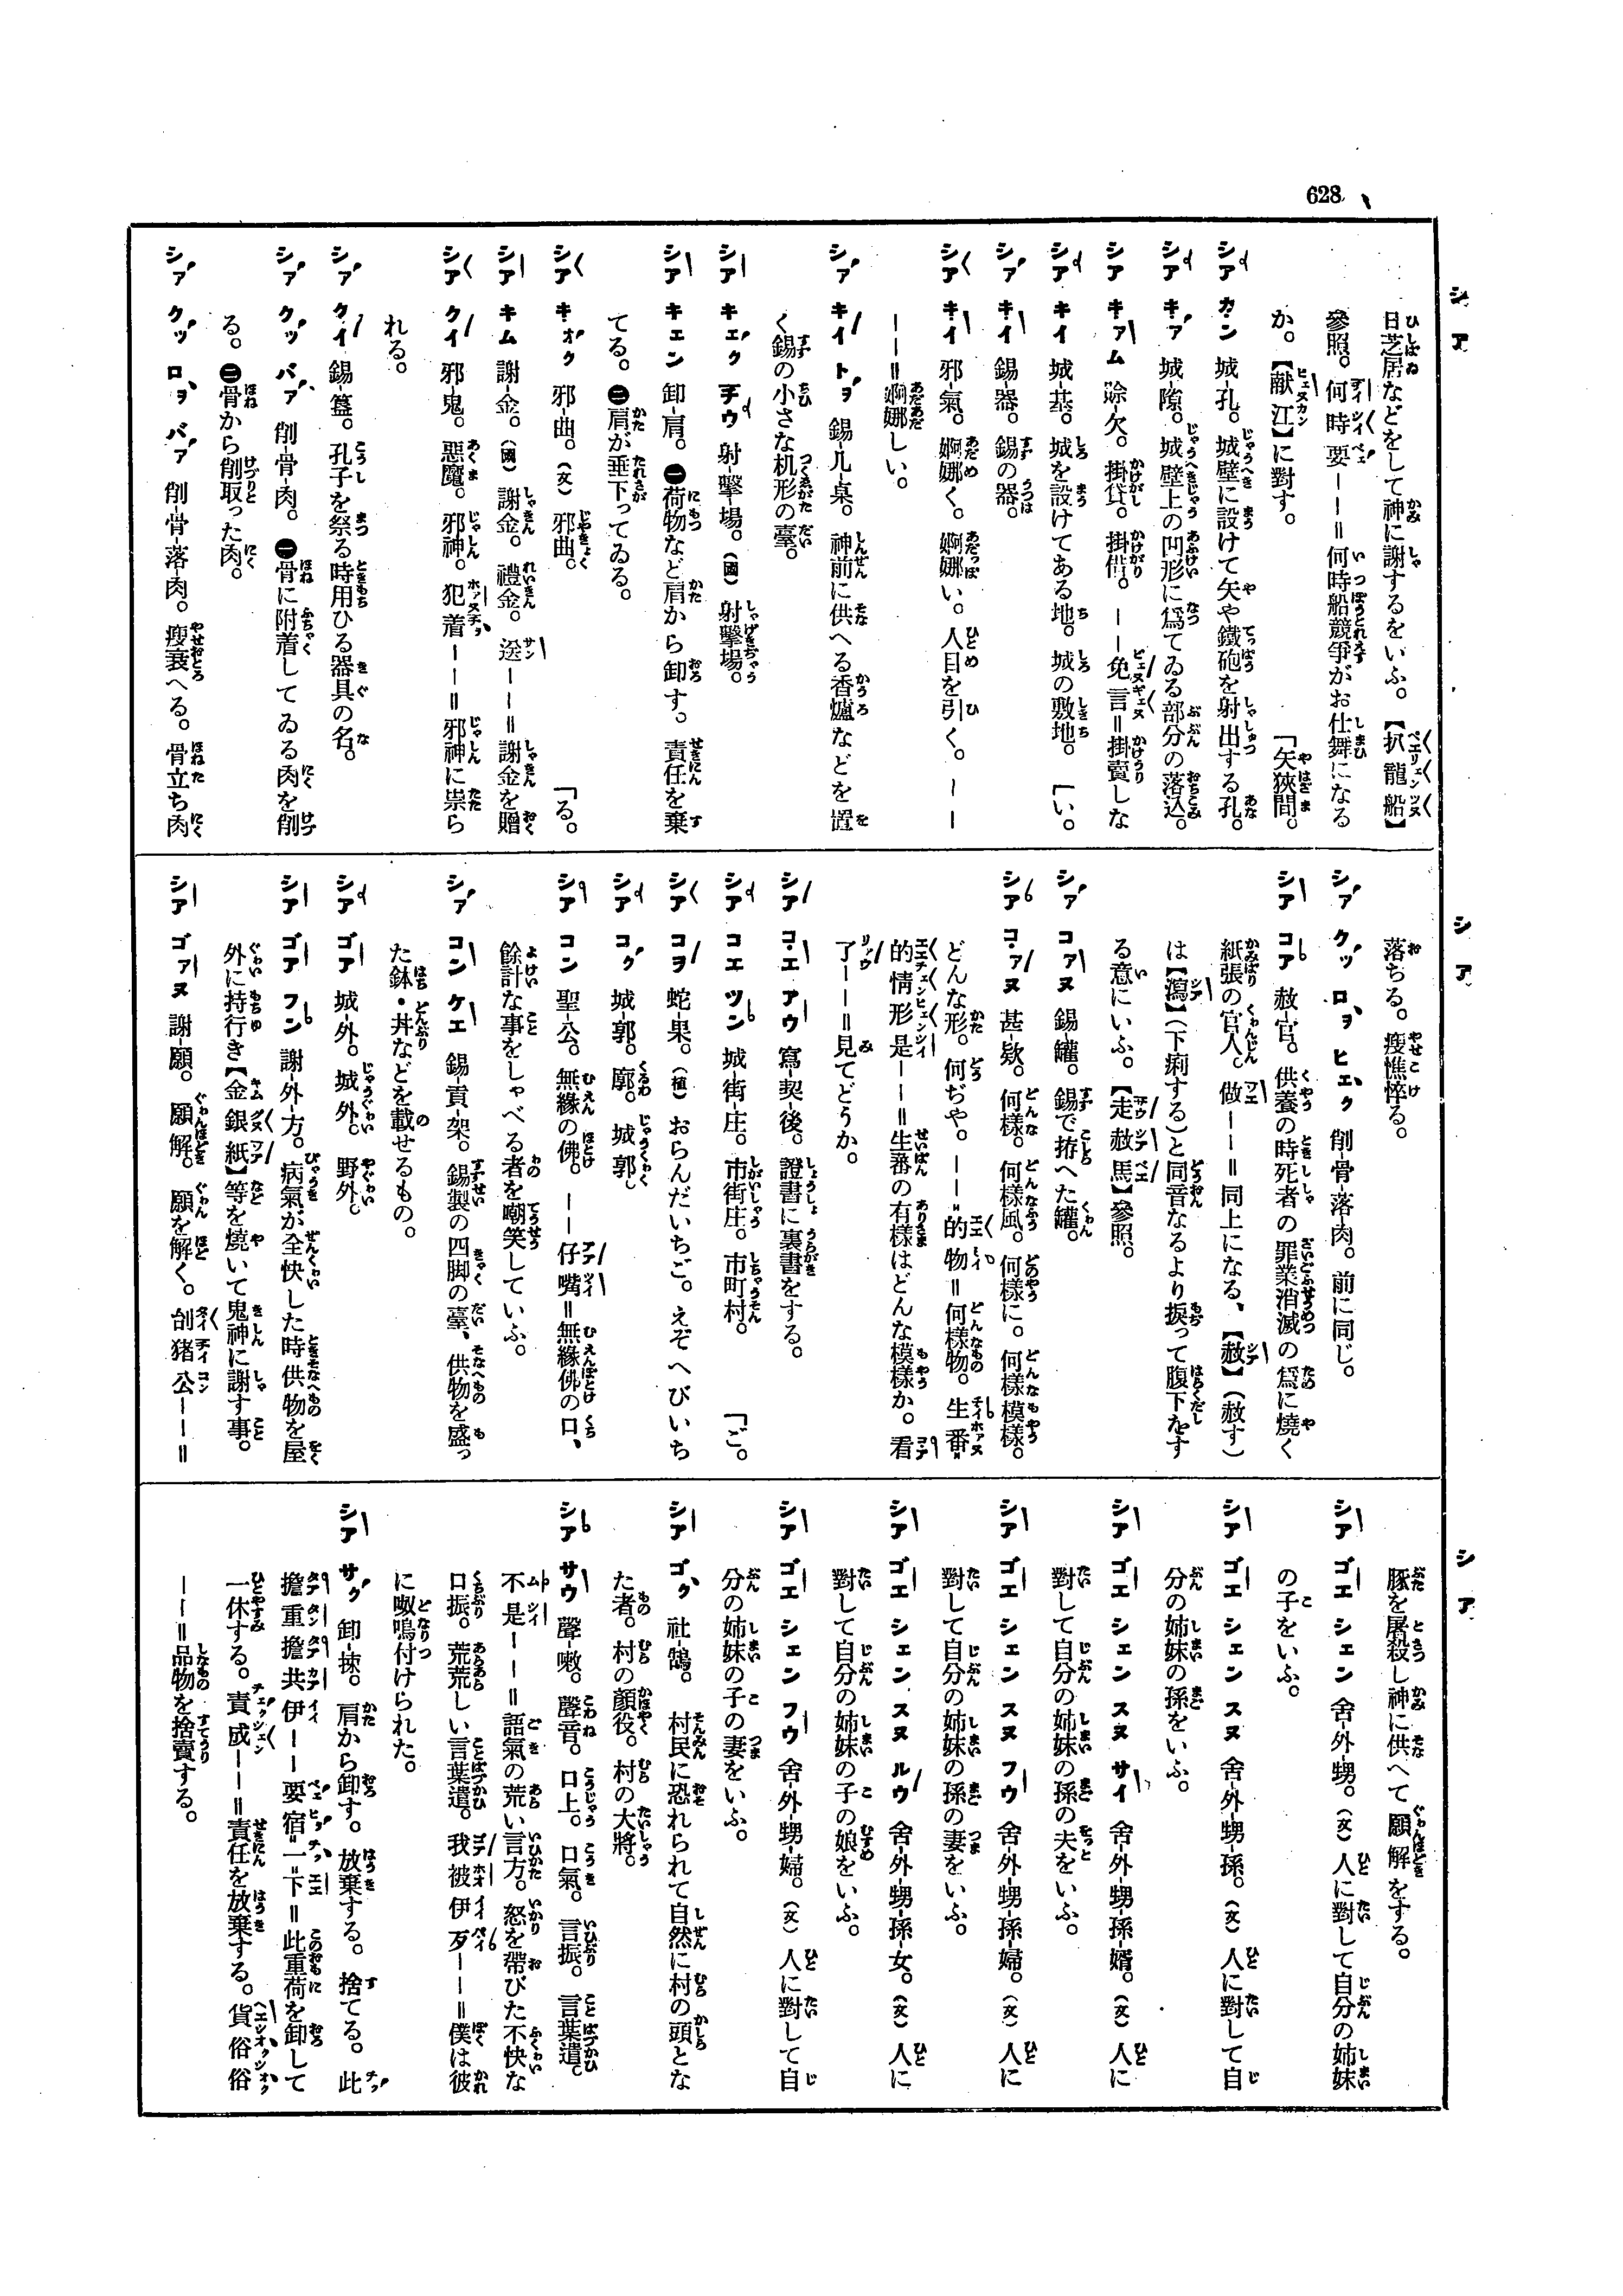 628
シア
日芝居などをして神に謝するをいふ。【扒龍船】
參照。何時要ーー＝何時船競爭がお仕舞になる
か。【献江】に對す。「矢狹間。
シア カン 城-孔。城壁に設けて矢や鐵砲を射出する孔。
シア キァ 城-隙。城壁上の凹形に爲てゐる部分の落込。
シア キァム 賒-欠。掛貸。掛借。ーー免言＝掛賣しな
シア キイ 城-基。城を設けてある地。城の敷地。「い。
シァ キイ 錫-器。錫の器。
シア キイ 邪-氣。婀娜く。婀娜い。人目を引く。ーー
ーー＝婀娜しい。
シァ キイ トヲ 錫-几-桌。神前に供へる香爐などを置
く錫の小さな机形の臺。
シア キェク チウ 射-擊-場。（國）射擊場。
シア キェン 卸-肩。㊀荷物など肩から卸す。責任を棄
てる。㊁肩が垂下ってゐる。
シア キォク 邪-曲。（文）邪曲。「る。
シア キム 謝-金。（國）謝金。禮金。送ーー＝謝金を贈
シア クイ 邪-鬼。惡魔。邪神。犯着ーー＝邪神に祟ら
れる。
シァ クイ 錫-簋。孔子を祭る時用ひる器具の名。
シァ クッ バァ 削-骨-肉。㊀骨に附着してゐる肉を削
る。㊁骨から削取った肉。
シァ クッ ロヲ バァ 削-骨-落-肉。瘦衰へる。骨立ち肉
シア
落ちる。瘦憔悴る。
シァ クッ ロヲ ヒェク 削-骨-落-肉。前に同じ。
シア コア 赦-官。供養の時死者の罪業消滅の爲に燒く
紙張の官人。做ーー＝同上になる、【赦】（赦す）
は【瀉】（下痢する）と同音なるより捩って腹下をす
る意にいふ。【走赦馬】參照。
シァ コァヌ 錫-罐。錫で拵へた罐。
シア コァヌ 甚-欵。何樣。何樣風。何樣に。何樣模樣。
どんな形。何ぢや。ーー〃的物＝何樣物。生番〃
的情形是ーー＝生蕃の有樣はどんな模樣か。看
了ーー＝見てどうか。
シア コエ アウ 寫-契-後。證書に裏書をする。
シア コエ ツン 城-街-庄。市街庄。市町村。「ご。
シア コヲ 蛇-果。（植）おらんだいちご。えぞへびいち
シア コク 城-郭。廓。城郭。
シア コン 聖-公。無緣の佛。ーー仔嘴＝無緣佛の口、
餘計な事をしゃべる者を嘲笑していふ。
シァ コン ケエ 錫-貢-架。錫製の四脚の臺、供物を盛っ
た鉢・丼などを載せるもの。
シア ゴア 城-外。城外。野外。
シア ゴア フン 謝-外-方。病氣が全快した時供物を屋
外に持行き【金銀紙】等を燒いて鬼神に謝す事。
シア ゴァヌ 謝-願。願解。願を解く。刣猪公ーー＝
シア
豚を屠殺し神に供へて願解をする。
シア ゴエ シェン 舍-外-甥。（文）人に對して自分の姉妹
の子をいふ。
シア ゴエ シェン スヌ 舍-外-甥-孫。（文）人に對して自
分の姉妹の孫をいふ。
シア ゴエ シェン スヌ サイ 舍-外-甥-孫-婿。（文）人に
對して自分の姉妹の孫の夫をいふ。
シア ゴエ シェン スヌ フウ 舍-外-甥-孫-婦。（文）人に
對して自分の姉妹の孫の妻をいふ。
シア ゴエ シェン スヌ ルウ 舍-外-甥-孫-女。（文）人に
對して自分の姉妹の子の娘をいふ。
シア ゴエ シェン フウ 舍-外-甥-婦。（文）人に對して自
分の姉妹の子の妻をいふ。
シア ゴク 社-鵠。村民に恐れられて自然に村の頭とな
た者。村の顏役。村の大將。
シア サウ 聲-嗽。聲音。口上。口氣。言振。言葉遣。
不是ーー＝語氣の荒い言方。怒を帶びた不快な
口振。荒荒しい言葉遣。我彼伊歹ーー＝僕は彼
に呶鳴付けられた。
シア サク 卸-捒。肩から卸す。放棄する。捨てる。此
擔重擔共伊ーー要宿〃一〃下＝此重荷を卸して
一休する。責成ーー＝責任を放棄する。貨俗俗
ーー＝品物を捨賣する。